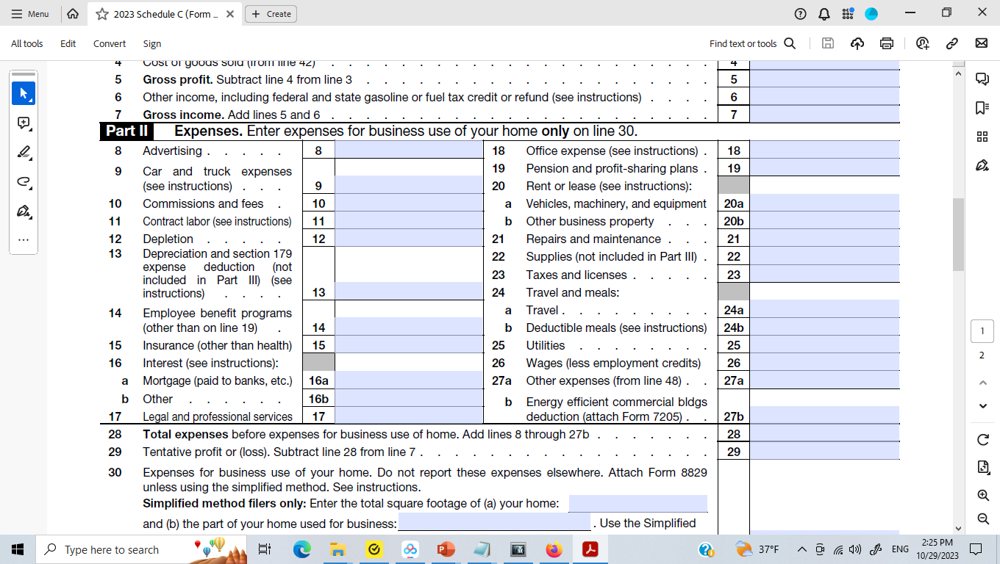 Menu
2023 Schedule C (Form ...
Create
All tools
Edit
Convert
Sign
Find text or tools
4 Cost of goods sold (from line 42) . . . . . . . . . . . . . . . . . . . . . . 4
5 Gross profit. Subtract line 4 from line 3 . . . . . . . . . . . . . . . . . . . . 5
6 Other income, including federal and state gasoline or fuel tax credit or refund (see instructions) . . . . 6
7 Gross income. Add lines 5 and 6 . . . . . . . . . . . . . . . . . . . . . . 7
Part II Expenses. Enter expenses for business use of your home only on line 30.
8 Advertising . . . . . 8
9 Car and truck expenses
(see instructions) . . . 9
10 Commissions and fees . 10
11 Contract labor (see instructions) 11
12 Depletion . . . . . 12
13 Depreciation and section 179
expense deduction (not
included in Part III) (see
instructions) . . . . 13
14 Employee benefit programs
(other than on line 19) . 14
15 Insurance (other than health) 15
16 Interest (see instructions):
a Mortgage (paid to banks, etc.) 16a
b Other . . . . . . 16b
17 Legal and professional services 17
18 Office expense (see instructions) . 18
19 Pension and profit-sharing plans . 19
20 Rent or lease (see instructions):
a Vehicles, machinery, and equipment 20a
b Other business property . . . 20b
21 Repairs and maintenance . . . 21
22 Supplies (not included in Part III) . 22
23 Taxes and licenses . . . . . 23
24 Travel and meals:
a Travel . . . . . . . . . 24a
b Deductible meals (see instructions) 24b
25 Utilities . . . . . . . . 25
26 Wages (less employment credits) 26
27a Other expenses (from line 48) . . 27a
b Energy efficient commercial bldgs
deduction (attach Form 7205) . . 27b
28 Total expenses before expenses for business use of home. Add lines 8 through 27b . . . . . . . 28
29 Tentative profit or (loss). Subtract line 28 from line 7 . . . . . . . . . . . . . . . . . 29
30 Expenses for business use of your home. Do not report these expenses elsewhere. Attach Form 8829
unless using the simplified method. See instructions.
Simplified method filers only: Enter the total square footage of (a) your home:
and (b) the part of your home used for business: . Use the Simplified
1
2
Type here to search
37°F
ENG
2:25 PM
10/29/2023